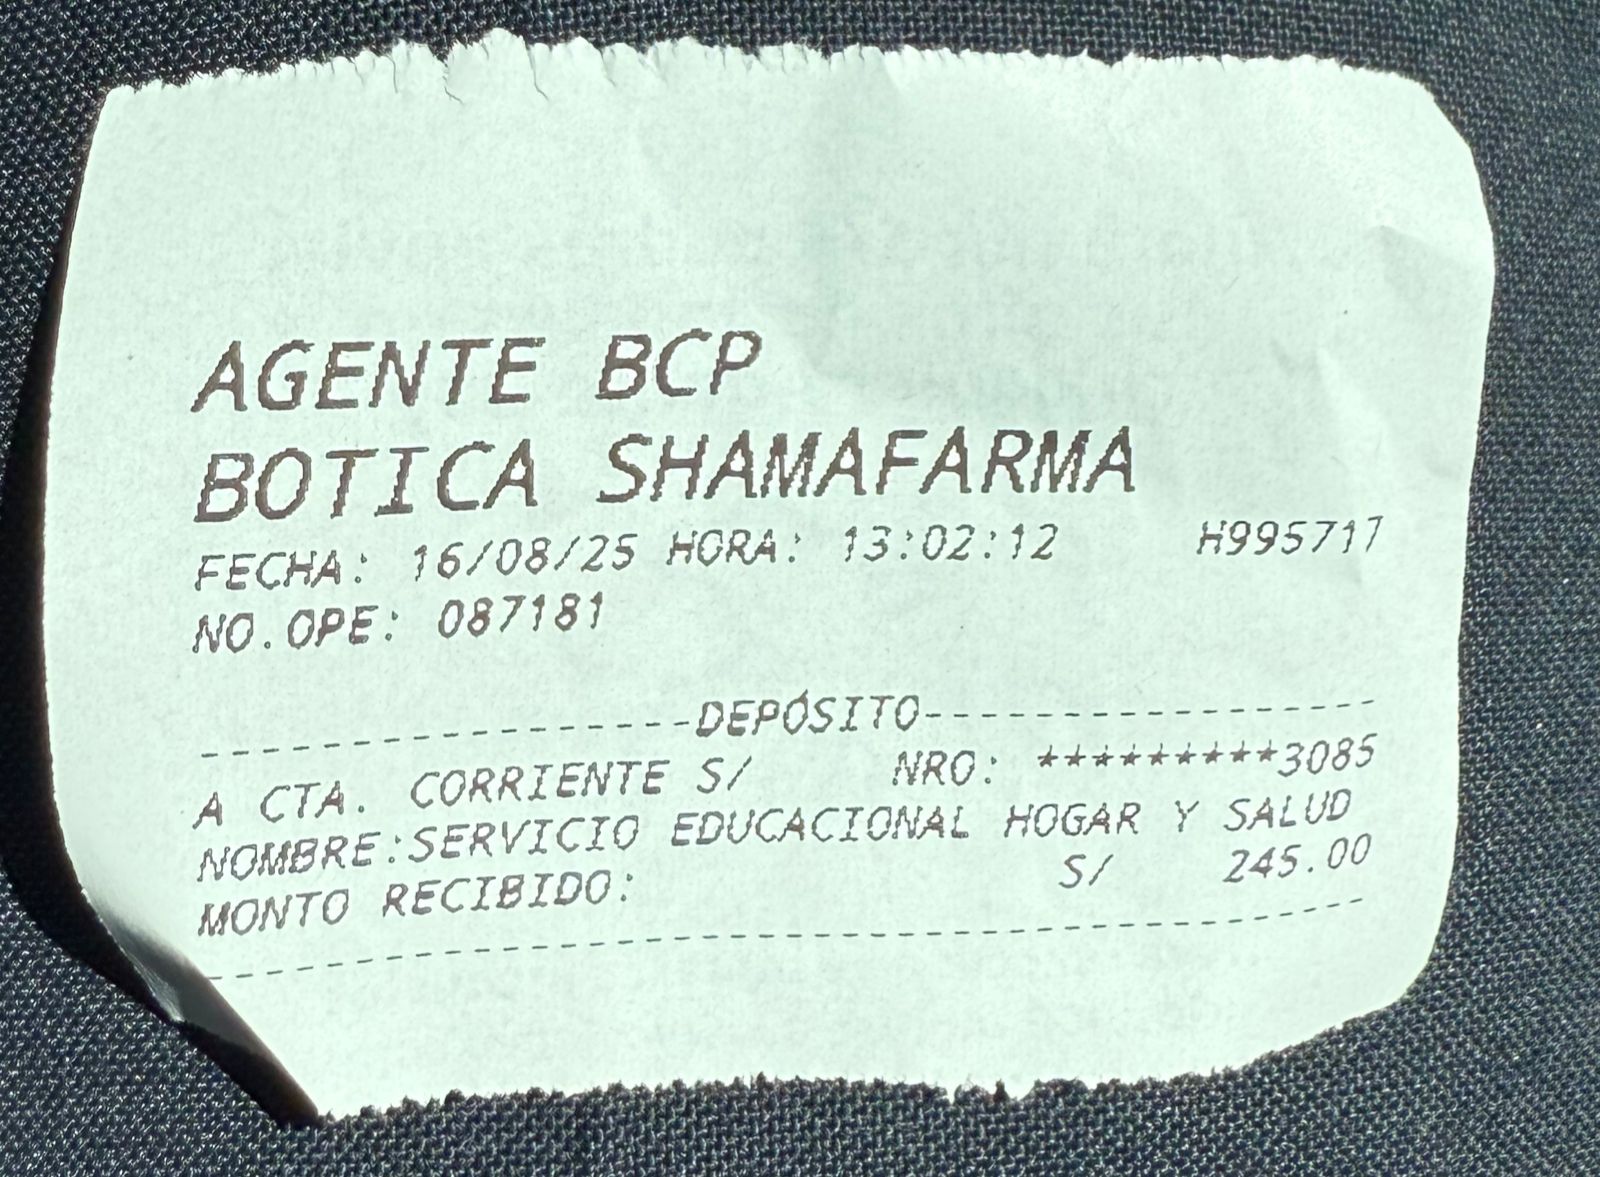 AGENTE BCP
BOTICA SHAMAFARMA
FECHA: 16/08/25 HORA: 13:02:12 H995717
NO.OPE: 087181
-----------------DEPÓSITO----------------
A CTA. CORRIENTE S/ NRO: *********3085
NOMBRE:SERVICIO EDUCACIONAL HOGAR Y SALUD
MONTO RECIBIDO: S/ 245.00
-----------------------------------------